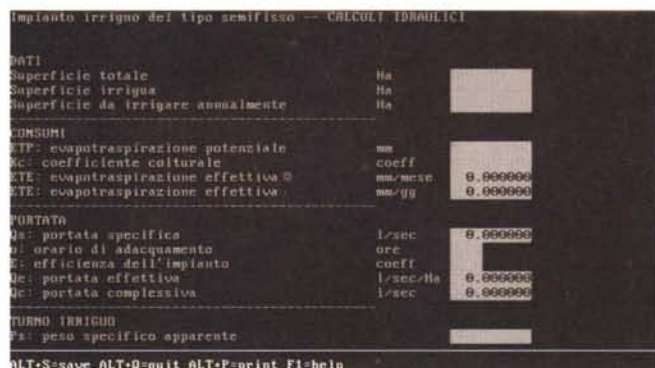 Impianto irriguo del tipo semifisso -- CALCOLI IDRAULICI
DATI
Superficie totale Ha
Superficie irrigua Ha
Superficie da irrigare annualmente Ha
CONSUMI
ETP: evapotraspirazione potenziale mm
Kc: coefficiente colturale coeff
ETE: evapotraspirazione effettiva mm/mese 0.000000
ETE: evapotraspirazione effettiva mm/gg 0.000000
PORTATA
Qs: portata specifica l/sec 0.000000
o: orario di adacquamento ore
E: efficienza dell'impianto coeff
Qe: portata effettiva l/sec/Ha 0.000000
Qc: portata complessiva l/sec 0.000000
TURNO IRRIGUO
Ps: peso specifico apparente
ALT+S=save ALT+Q=quit ALT+P=print F1=help